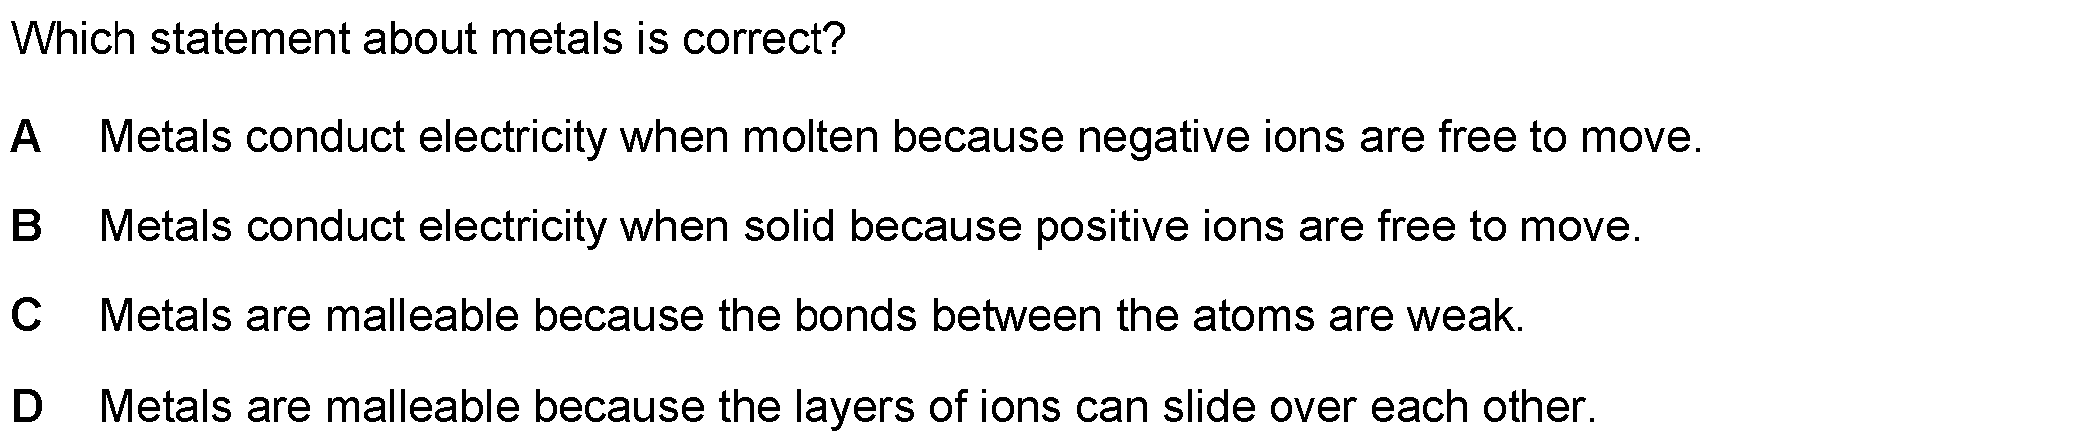 Which statement about metals is correct?
A Metals conduct electricity when molten because negative ions are free to move.
B Metals conduct electricity when solid because positive ions are free to move.
C Metals are malleable because the bonds between the atoms are weak.
D Metals are malleable because the layers of ions can slide over each other.